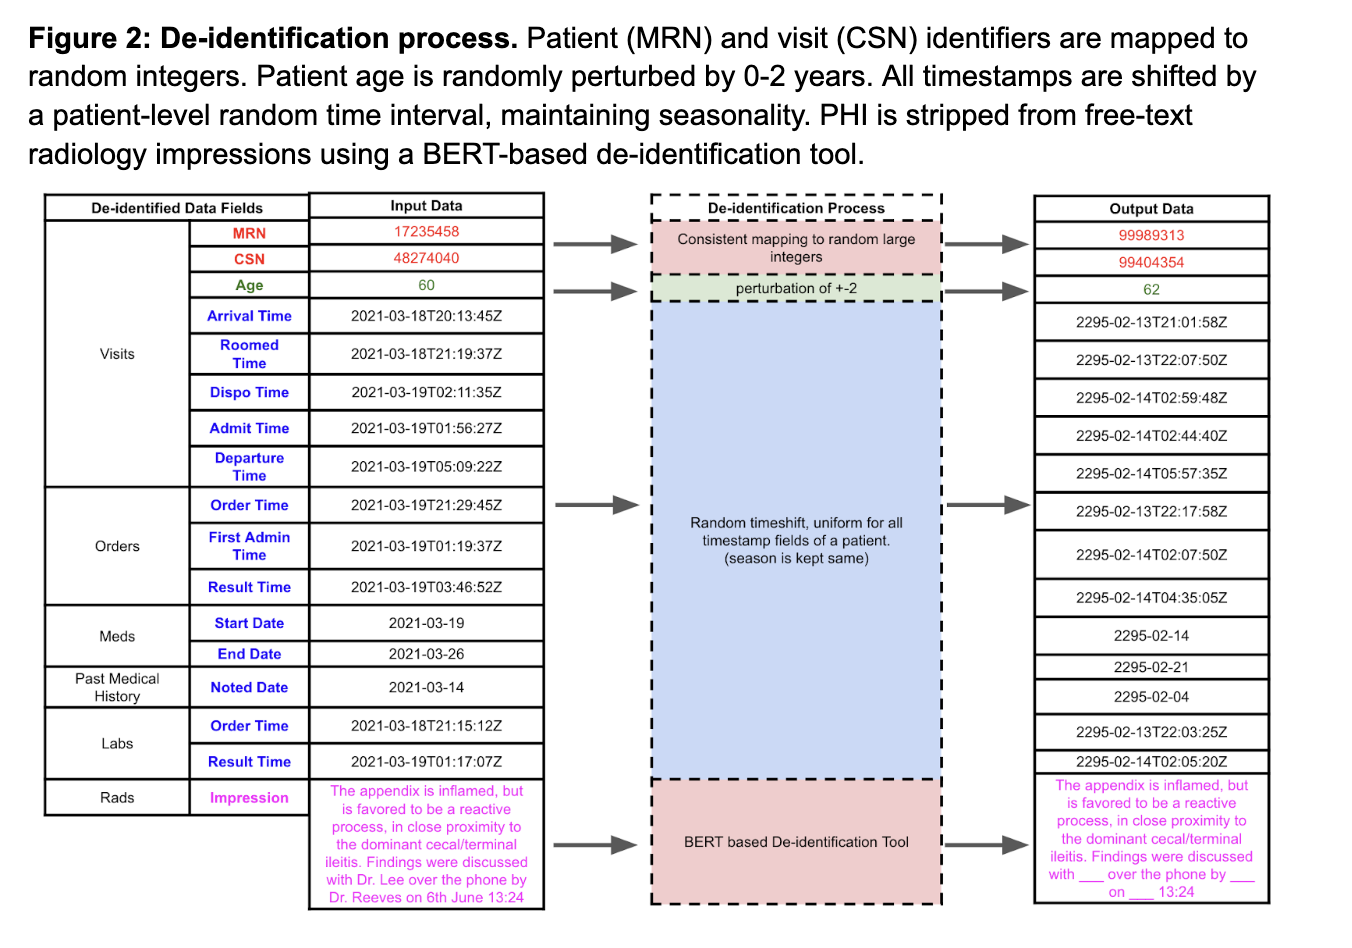 Figure 2: De-identification process. Patient (MRN) and visit (CSN) identifiers are mapped to
random integers. Patient age is randomly perturbed by 0-2 years. All timestamps are shifted by
a patient-level random time interval, maintaining seasonality. PHI is stripped from free-text
radiology impressions using a BERT-based de-identification tool.
De-identified Data Fields
Input Data
De-identification Process
Output Data
Visits
MRN
17235458
CSN
48274040
Consistent mapping to random large
integers
99989313
99404354
Age
60
perturbation of +-2
62
Arrival Time
2021-03-18T20:13:45Z
2295-02-13T21:01:58Z
Roomed
Time
2021-03-18T21:19:37Z
2295-02-13T22:07:50Z
Dispo Time
2021-03-19T02:11:35Z
2295-02-14T02:59:48Z
Admit Time
2021-03-19T01:56:27Z
2295-02-14T02:44:40Z
Departure
Time
2021-03-19T05:09:22Z
2295-02-14T05:57:35Z
Orders
Order Time
2021-03-19T21:29:45Z
2295-02-13T22:17:58Z
First Admin
Time
2021-03-19T01:19:37Z
2295-02-14T02:07:50Z
Result Time
2021-03-19T03:46:52Z
2295-02-14T04:35:05Z
Random timeshift, uniform for all
timestamp fields of a patient.
(season is kept same)
Meds
Start Date
2021-03-19
2295-02-14
End Date
2021-03-26
2295-02-21
Past Medical
History
Noted Date
2021-03-14
2295-02-04
Labs
Order Time
2021-03-18T21:15:12Z
2295-02-13T22:03:25Z
Result Time
2021-03-19T01:17:07Z
2295-02-14T02:05:20Z
Rads
Impression
The appendix is inflamed, but
is favored to be a reactive
process, in close proximity to
the dominant cecal/terminal
ileitis. Findings were discussed
with Dr. Lee over the phone by
Dr. Reeves on 6th June 13:24
BERT based De-identification Tool
The appendix is inflamed, but
is favored to be a reactive
process, in close proximity to
the dominant cecal/terminal
ileitis. Findings were discussed
with ___ over the phone by ___
on ___ 13:24